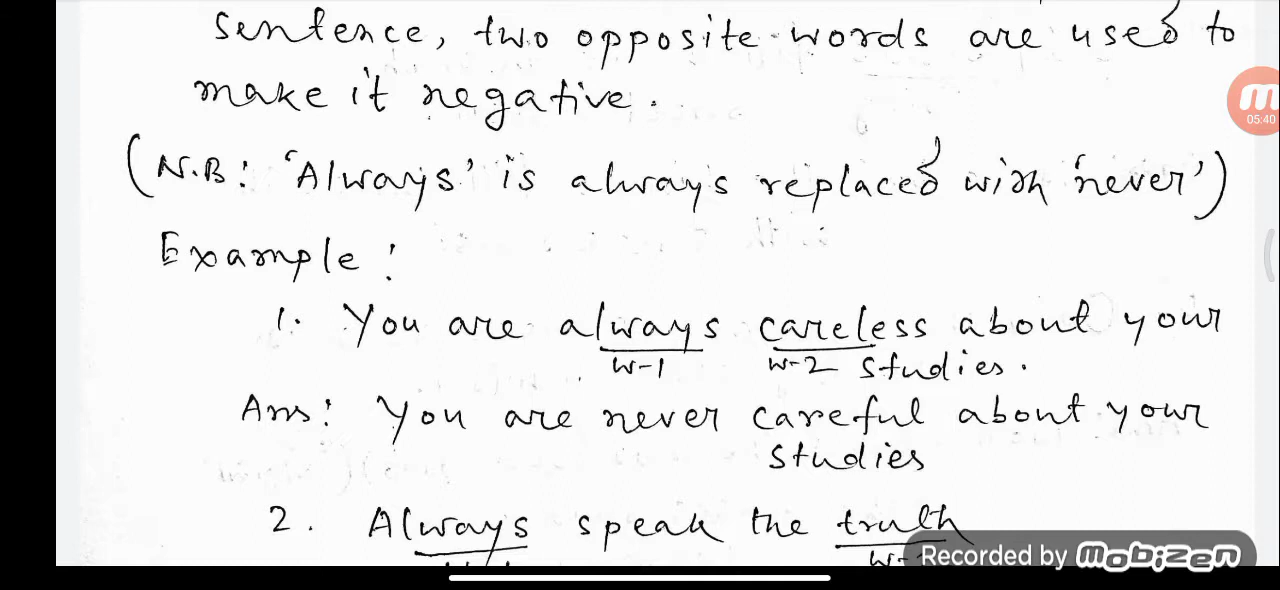 sentence, two opposite words are used to
make it negative.
(N.B: 'Always' is always replaced with 'never')
Example:
1. You are always careless about your
w-1 w-2 studies.
Ans: You are never careful about your
studies
2. Always speak the truth
05:40
Recorded by Mobizen